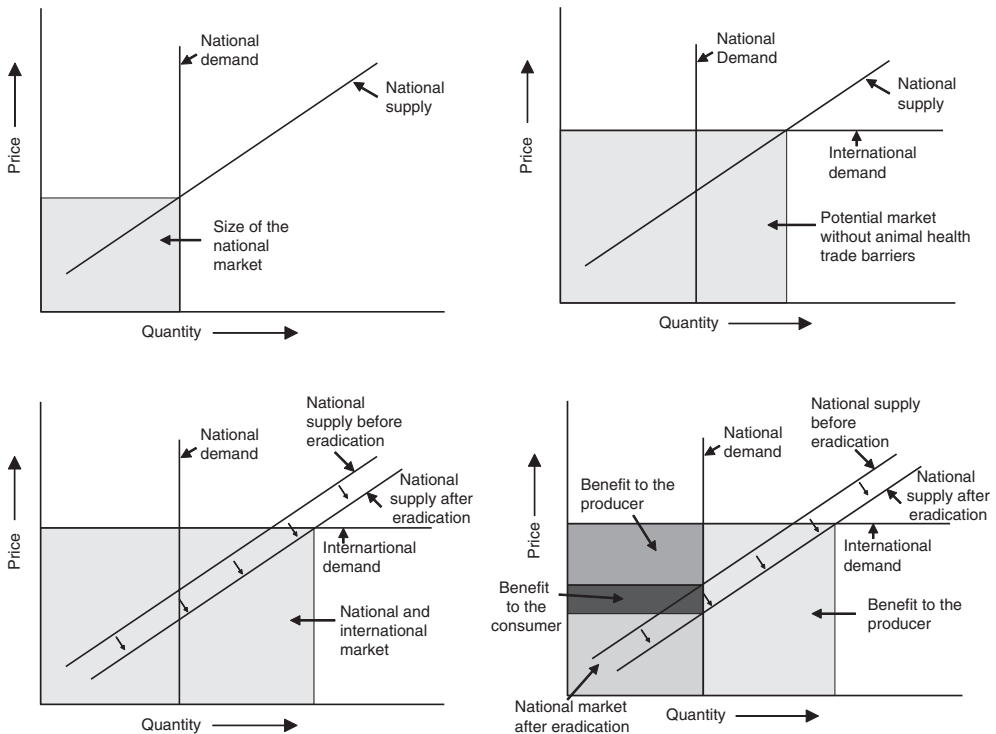 National
demand
National
supply
Price
Size of the
national
market
Quantity
National
Demand
National
supply
Price
International
demand
Potential market
without animal health
trade barriers
Quantity
National
supply before
eradication
National
demand
National
supply after
eradication
Price
Internartional
demand
National and
international
market
Quantity
National supply
before
eradication
National
demand
National
supply after
eradication
Benefit to the
producer
Price
International
demand
Benefit
to the
consumer
Benefit to the
producer
National market
after eradication
Quantity